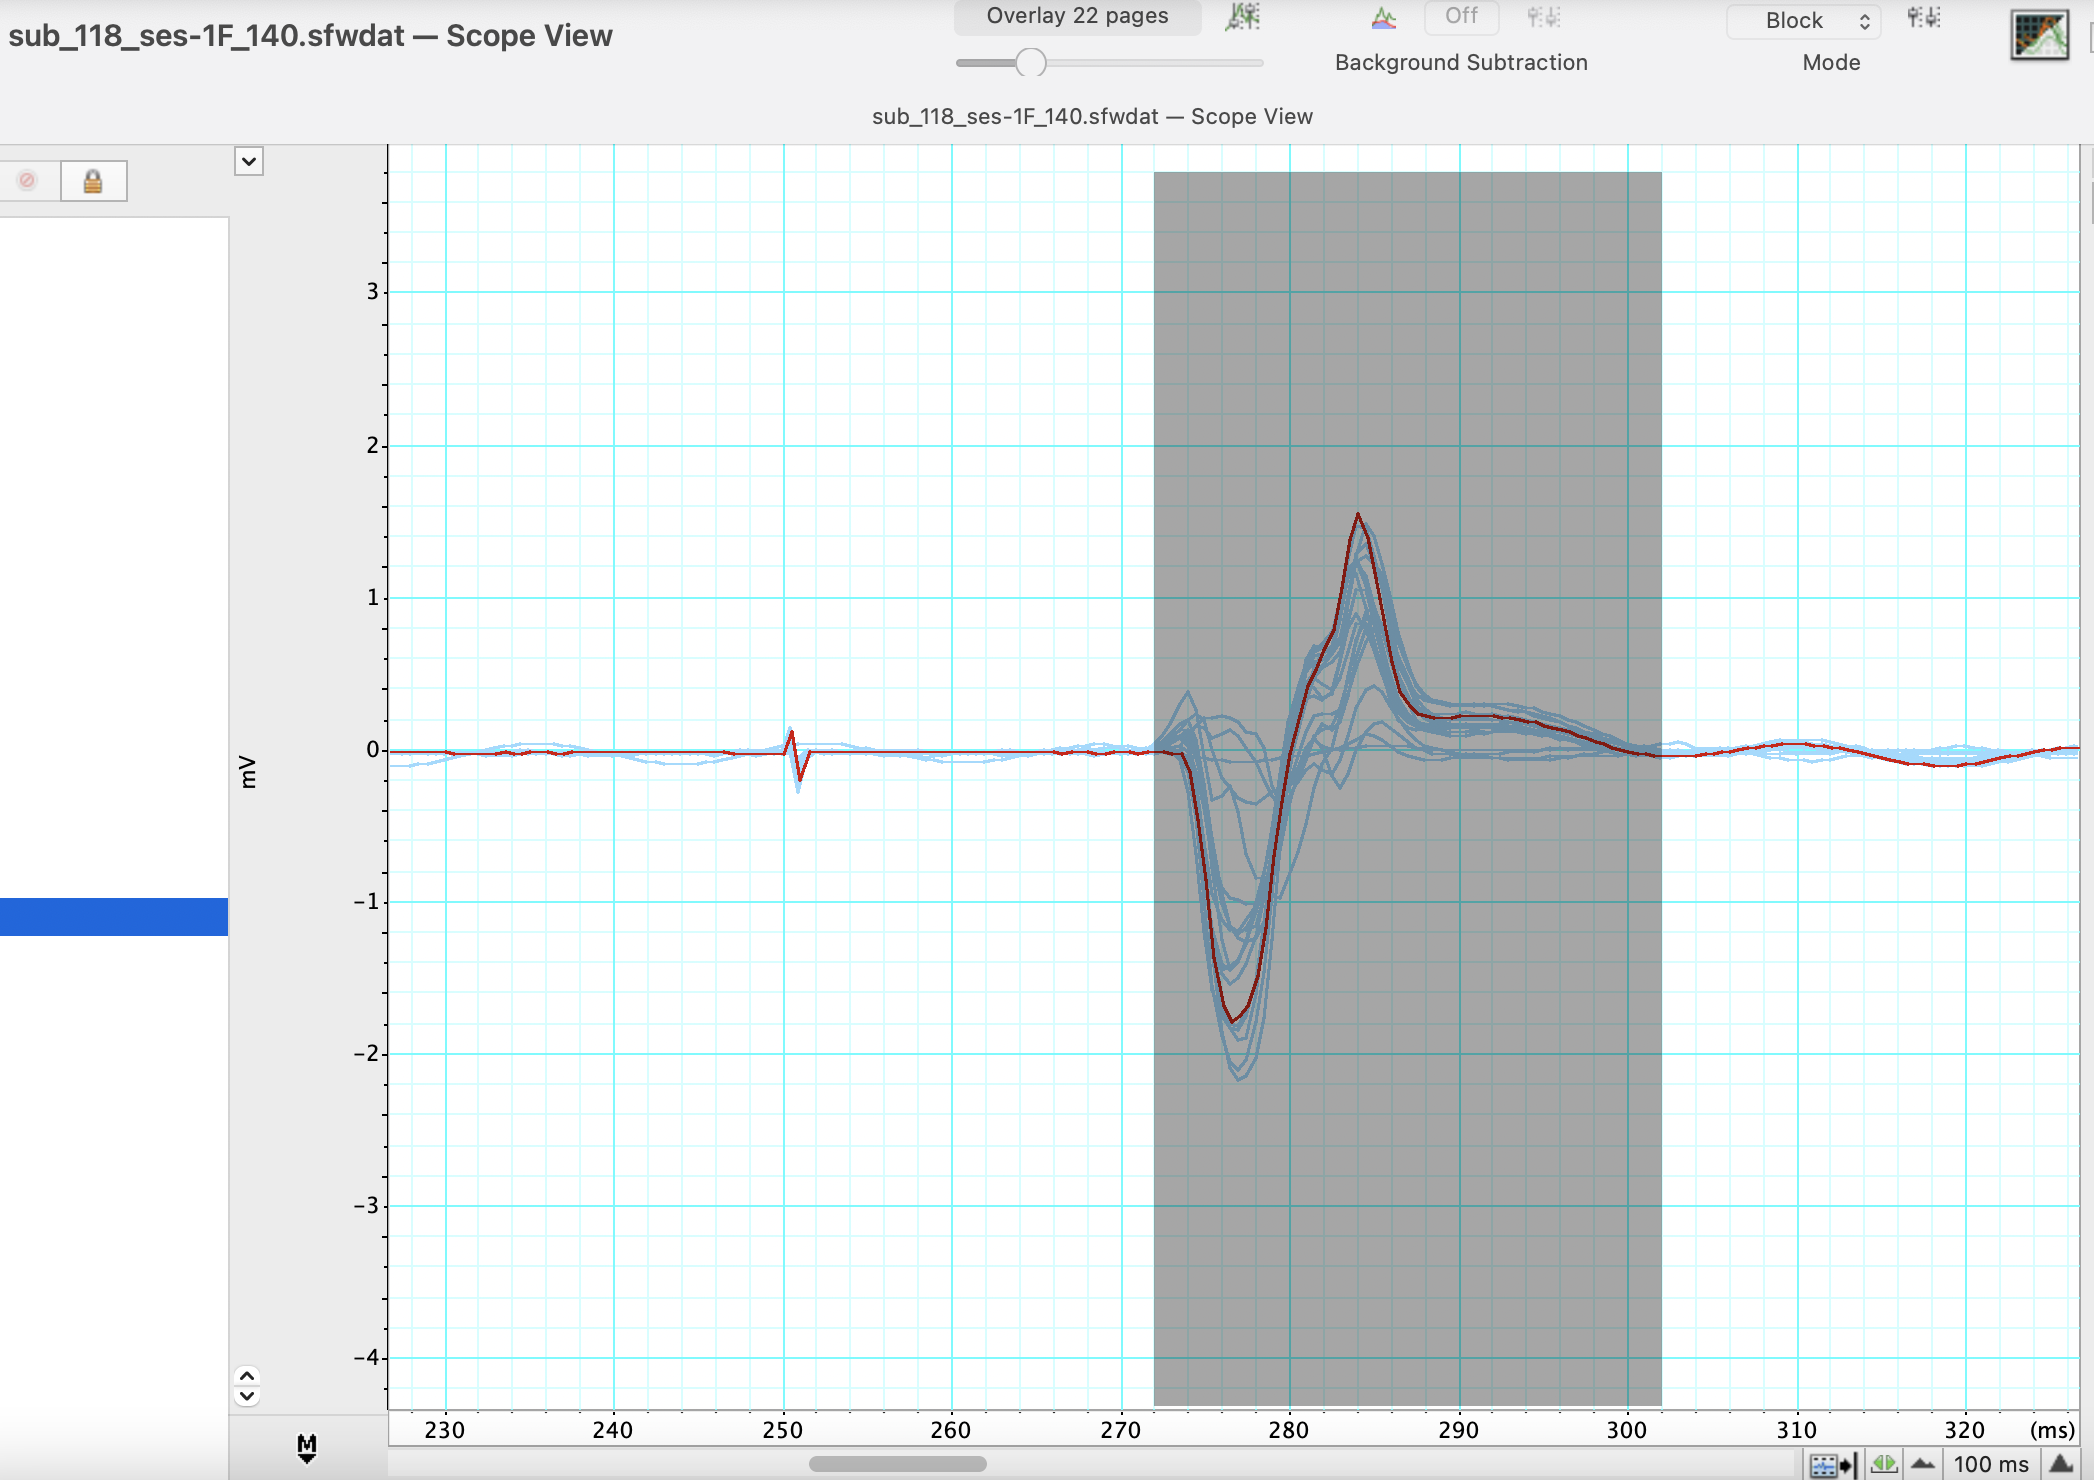 sub_118_ses-1F_140.sfwdat — Scope View
Overlay 22 pages
Off
Block
Background Subtraction
Mode
sub_118_ses-1F_140.sfwdat — Scope View
3
2
1
0
mV
−1
−2
−3
−4
230 240 250 260 270 280 290 300 310 320 (ms)
M
100 ms